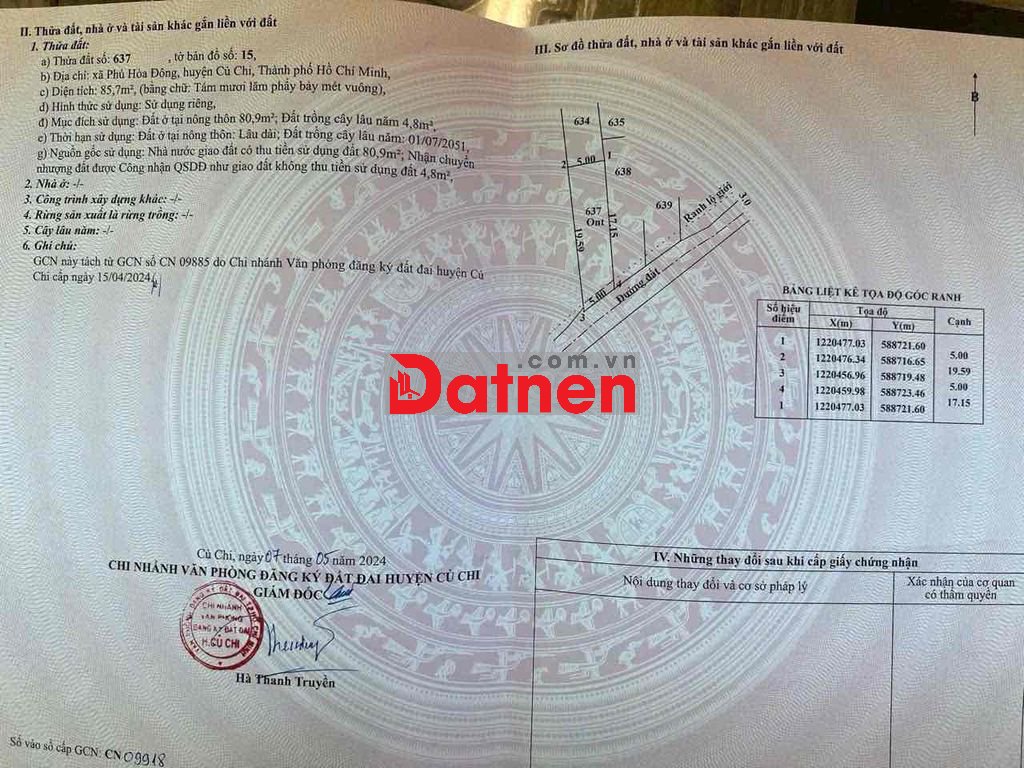 II. Thửa đất, nhà ở và tài sản khác gắn liền với đất
1. Thửa đất:
a) Thửa đất số: 637 , tờ bản đồ số: 15,
b) Địa chỉ: xã Phú Hòa Đông, huyện Củ Chi, Thành phố Hồ Chí Minh,
c) Diện tích: 85,7m², (bằng chữ: Tám mươi lăm phẩy bảy mét vuông),
d) Hình thức sử dụng: Sử dụng riêng,
đ) Mục đích sử dụng: Đất ở tại nông thôn 80,9m²; Đất trồng cây lâu năm 4,8m²,
e) Thời hạn sử dụng: Đất ở tại nông thôn: Lâu dài; Đất trồng cây lâu năm: 01/07/2051,
g) Nguồn gốc sử dụng: Nhà nước giao đất có thu tiền sử dụng đất 80,9m²; Nhận chuyển
nhượng đất được Công nhận QSDĐ như giao đất không thu tiền sử dụng đất 4,8m²,
2. Nhà ở: -/-
3. Công trình xây dựng khác: -/-
4. Rừng sản xuất là rừng trồng: -/-
5. Cây lâu năm: -/-
6. Ghi chú:
GCN này tách từ GCN số CN 09885 do Chi nhánh Văn phòng đăng ký đất đai huyện Củ
Chi cấp ngày 15/04/2024
Củ Chi, ngày 07 tháng 05 năm 2024
CHI NHÁNH VĂN PHÒNG ĐĂNG KÝ ĐẤT ĐAI HUYỆN CỦ CHI
GIÁM ĐỐC
CHI NHÁNH
VĂN PHÒNG
ĐĂNG KÝ ĐẤT ĐAI
H.CỦ CHI
Hà Thanh Truyền
Số vào sổ cấp GCN: CN 09918
III. Sơ đồ thửa đất, nhà ở và tài sản khác gắn liền với đất
B
634
635
2
5.00
1
638
637
Ont
17.15
19.59
639
Ranh lộ giới
3.0
5.00
4
3
Đường đất
BẢNG LIỆT KÊ TỌA ĐỘ GÓC RANH
Số hiệu điểm Tọa độ Cạnh
X(m) Y(m)
1 1220477.03 588721.60
5.00
2 1220476.34 588716.65
19.59
3 1220456.96 588719.48
5.00
4 1220459.98 588723.46
17.15
1 1220477.03 588721.60
.com.vn
Datnen
IV. Những thay đổi sau khi cấp giấy chứng nhận
Nội dung thay đổi và cơ sở pháp lý
Xác nhận của cơ quan
có thẩm quyền